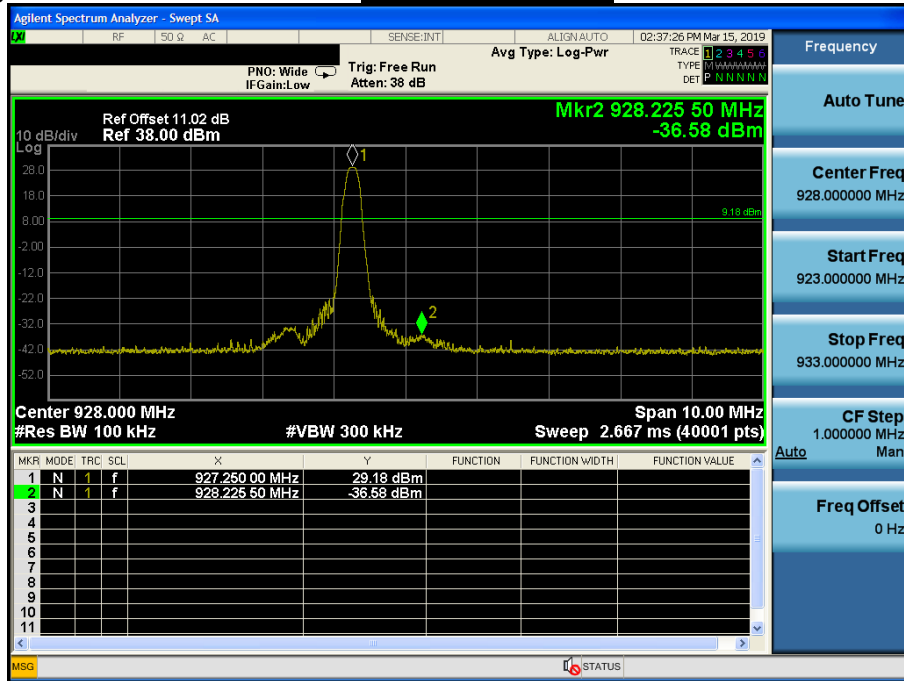 Agilent Spectrum Analyzer - Swept SA
LXI RF 50 Ω AC SENSE:INT ALIGN AUTO 02:37:26 PM Mar 15, 2019
Frequency
Avg Type: Log-Pwr
TRACE 1 2 3 4 5 6
PNO: Wide Trig: Free Run
TYPE M WWWWW
IFGain:Low Atten: 38 dB
DET P N N N N N
Auto Tune
Mkr2 928.225 50 MHz
-36.58 dBm
Ref Offset 11.02 dB
10 dB/div Ref 38.00 dBm
Log
1
28.0
18.0
9.18 dBm
8.00
-2.00
-12.0
-22.0
2
-32.0
-42.0
-52.0
Center Freq
928.000000 MHz
Start Freq
923.000000 MHz
Stop Freq
933.000000 MHz
Center 928.000 MHz Span 10.00 MHz
#Res BW 100 kHz #VBW 300 kHz Sweep 2.667 ms (40001 pts)
CF Step
1.000000 MHz
Auto Man
MKR MODE TRC SCL X Y FUNCTION FUNCTION WIDTH FUNCTION VALUE
1 N 1 f 927.250 00 MHz 29.18 dBm
2 N 1 f 928.225 50 MHz -36.58 dBm
3
4
5
6
7
8
9
10
11
Freq Offset
0 Hz
MSG STATUS